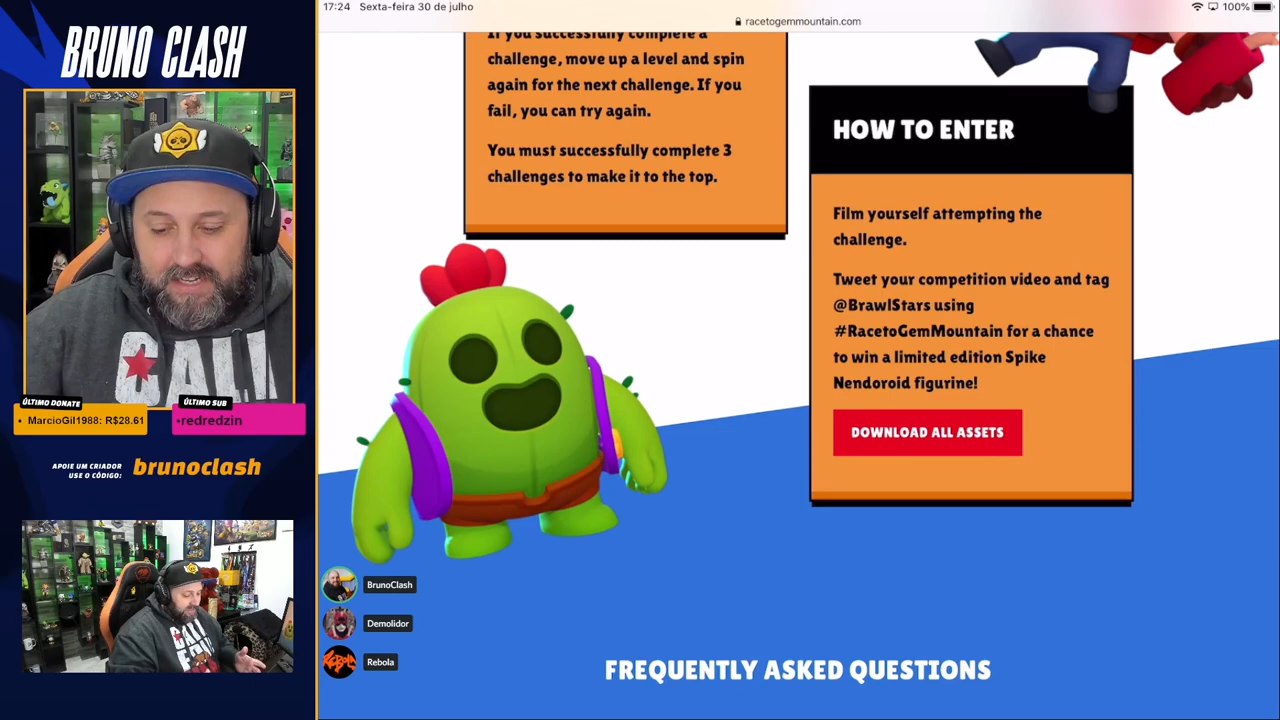 BRUNO CLASH
ÚLTIMO DONATE
• MarcioGil1988: R$28.61
ÚLTIMO SUB
•redredzin
APOIE UM CRIADOR
USE O CÓDIGO:
brunoclash
17:24 Sexta-feira 30 de julho
100%
racetogemmountain.com
If you successfully complete a
challenge, move up a level and spin
again for the next challenge. If you
fail, you can try again.
You must successfully complete 3
challenges to make it to the top.
HOW TO ENTER
Film yourself attempting the
challenge.
Tweet your competition video and tag
@BrawlStars using
#RacetoGemMountain for a chance
to win a limited edition Spike
Nendoroid figurine!
DOWNLOAD ALL ASSETS
BrunoClash
Demolidor
Rebola
FREQUENTLY ASKED QUESTIONS